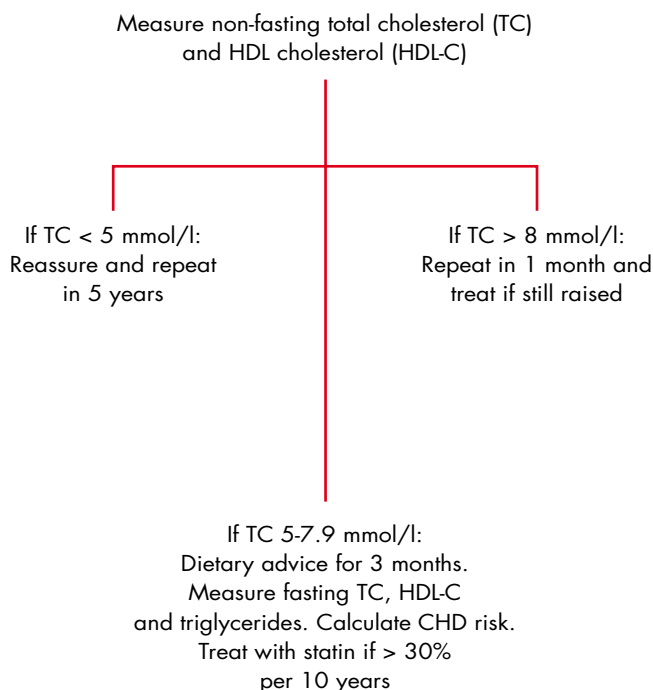 Measure non-fasting total cholesterol (TC)
and HDL cholesterol (HDL-C)
If TC < 5 mmol/l:
Reassure and repeat
in 5 years
If TC > 8 mmol/l:
Repeat in 1 month and
treat if still raised
If TC 5-7.9 mmol/l:
Dietary advice for 3 months.
Measure fasting TC, HDL-C
and triglycerides. Calculate CHD risk.
Treat with statin if > 30%
per 10 years